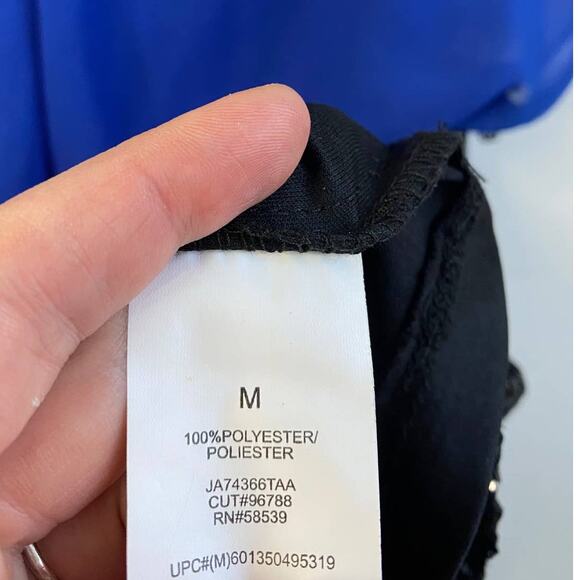 M
100%POLYESTER/
POLIESTER
JA74366TAA
CUT#96788
RN#58539
UPC#(M)601350495319